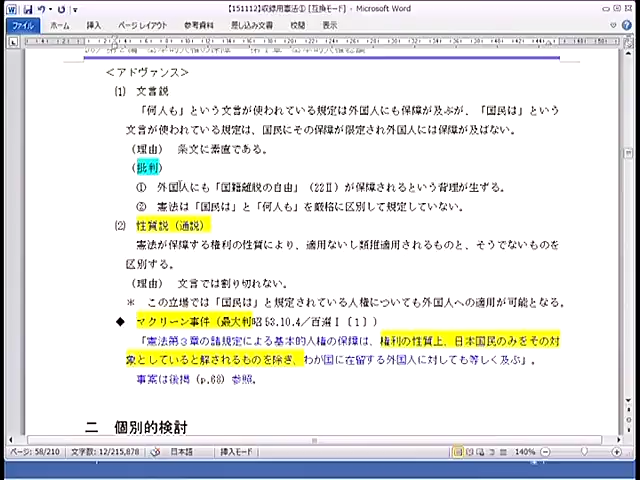 【151112】収録用憲法① [互換モード] - Microsoft Word
ファイル ホーム 挿入 ページ レイアウト 参考資料 差し込み文書 校閲 表示
＜アドヴァンス＞
⑴ 文言説
「何人も」という文言が使われている規定は外国人にも保障が及ぶが、「国民は」という
文言が使われている規定は、国民にその保障が限定され外国人には保障が及ばない。
（理由） 条文に素直である。
（批判）
① 外国人にも「国籍離脱の自由」（22Ⅱ）が保障されるという背理が生ずる。
② 憲法は「国民は」と「何人も」を厳格に区別して規定していない。
⑵ 性質説（通説）
憲法が保障する権利の性質により、適用ないし類推適用されるものと、そうでないものを
区別する。
（理由） 文言では割り切れない。
＊ この立場では「国民は」と規定されている人権についても外国人への適用が可能となる。
◆ マクリーン事件（最大判昭53.10.4／百選Ⅰ〔１〕）
「憲法第３章の諸規定による基本的人権の保障は、権利の性質上、日本国民のみをその対
象としていると解されるものを除き、わが国に在留する外国人に対しても等しく及ぶ」。
事案は後掲（p.68）参照。
二 個別的検討
ページ: 58/210 文字数: 12/215,878 日本語 挿入モード 140%